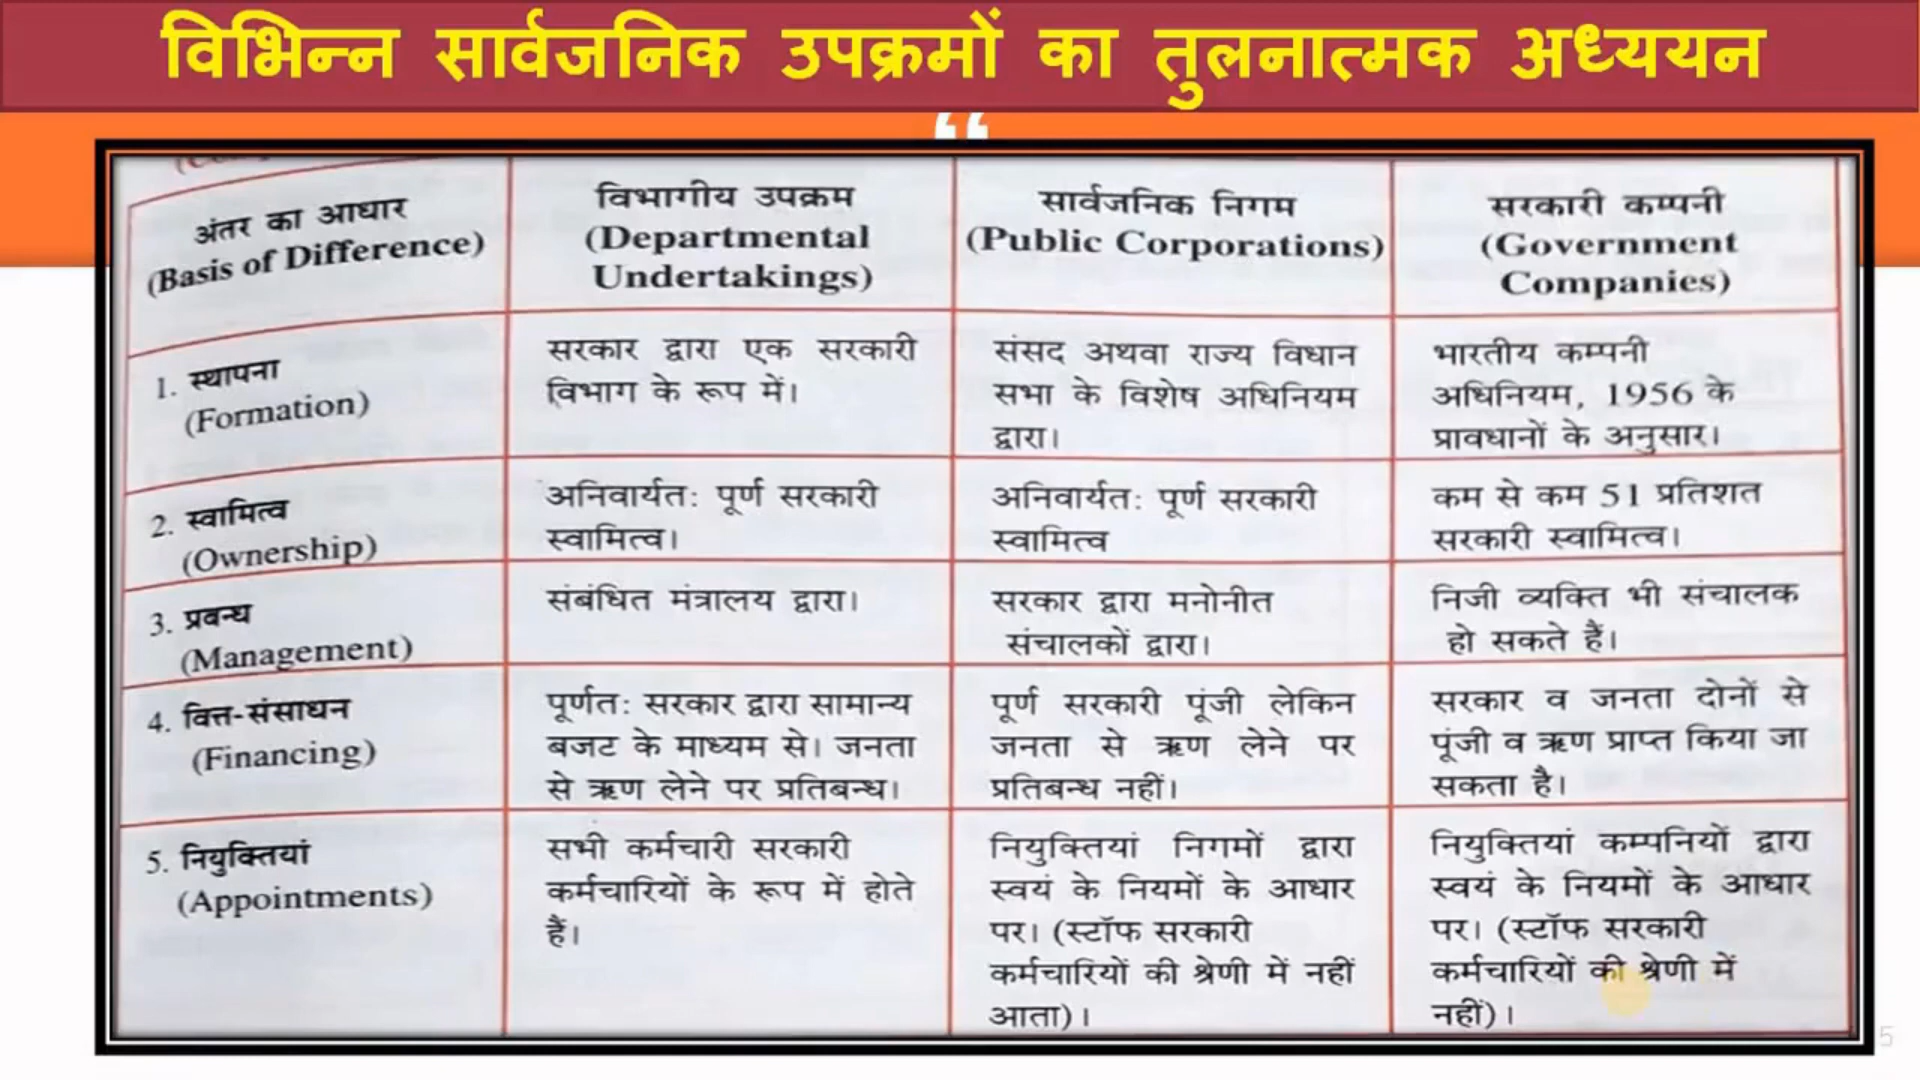 विभिन्न सार्वजनिक उपक्रमों का तुलनात्मक अध्ययन
“
अंतर का आधार
(Basis of Difference)
विभागीय उपक्रम
(Departmental
Undertakings)
सार्वजनिक निगम
(Public Corporations)
सरकारी कम्पनी
(Government
Companies)
1. स्थापना
(Formation)
सरकार द्वारा एक सरकारी
विभाग के रूप में।
संसद अथवा राज्य विधान
सभा के विशेष अधिनियम
द्वारा।
भारतीय कम्पनी
अधिनियम, 1956 के
प्रावधानों के अनुसार।
2. स्वामित्व
(Ownership)
अनिवार्यत: पूर्ण सरकारी
स्वामित्व।
अनिवार्यत: पूर्ण सरकारी
स्वामित्व
कम से कम 51 प्रतिशत
सरकारी स्वामित्व।
3. प्रबन्ध
(Management)
संबंधित मंत्रालय द्वारा।
सरकार द्वारा मनोनीत
संचालकों द्वारा।
निजी व्यक्ति भी संचालक
हो सकते हैं।
4. वित्त-संसाधन
(Financing)
पूर्णत: सरकार द्वारा सामान्य
बजट के माध्यम से। जनता
से ऋण लेने पर प्रतिबन्ध।
पूर्ण सरकारी पूंजी लेकिन
जनता से ऋण लेने पर
प्रतिबन्ध नहीं।
सरकार व जनता दोनों से
पूंजी व ऋण प्राप्त किया जा
सकता है।
5. नियुक्तियां
(Appointments)
सभी कर्मचारी सरकारी
कर्मचारियों के रूप में होते
हैं।
नियुक्तियां निगमों द्वारा
स्वयं के नियमों के आधार
पर। (स्टॉफ सरकारी
कर्मचारियों की श्रेणी में नहीं
आता)।
नियुक्तियां कम्पनियों द्वारा
स्वयं के नियमों के आधार
पर। (स्टॉफ सरकारी
कर्मचारियों की श्रेणी में
नहीं)।
5